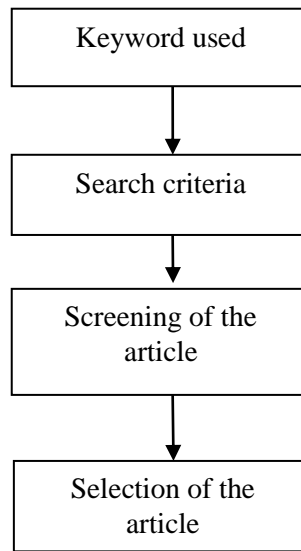 Keyword used
Search criteria
Screening of the
article
Selection of the
article